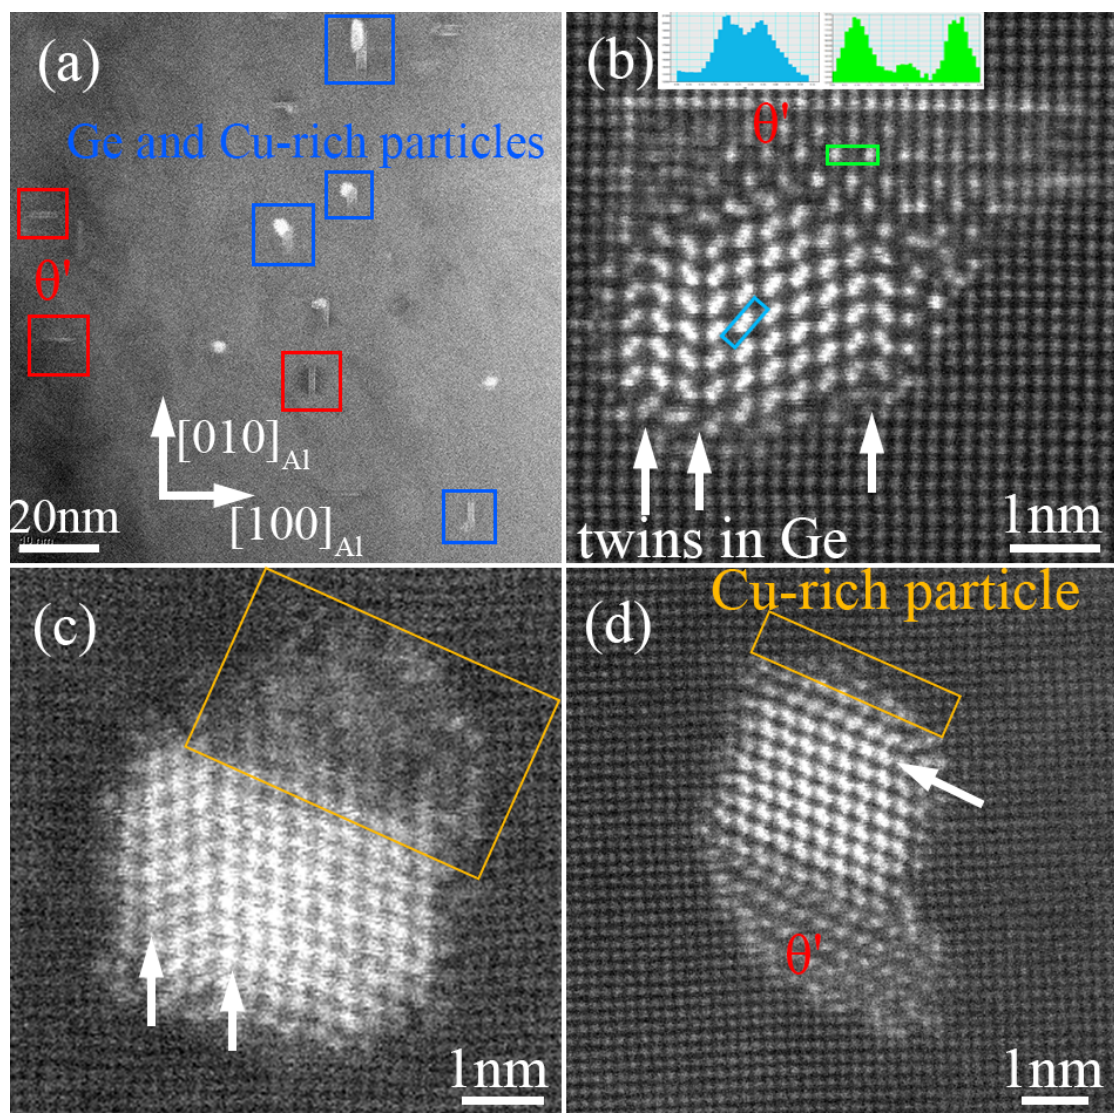 (a)
Ge and Cu-rich particles
θ'
[010]Al
[100]Al
20nm
(b)
θ'
twins in Ge
1nm
(c)
1nm
Cu-rich particle
(d)
θ'
1nm